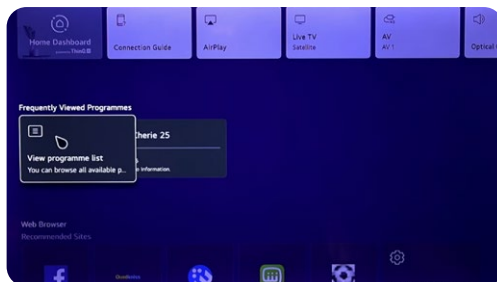 Home Dashboard
ThinQ
Connection Guide
AirPlay
Live TV
Satellite
AV
AV 1
Optical
Frequently Viewed Programmes
View programme list
You can browse all available p...
Cherie 25
Information.
Web Browser
Recommended Sites